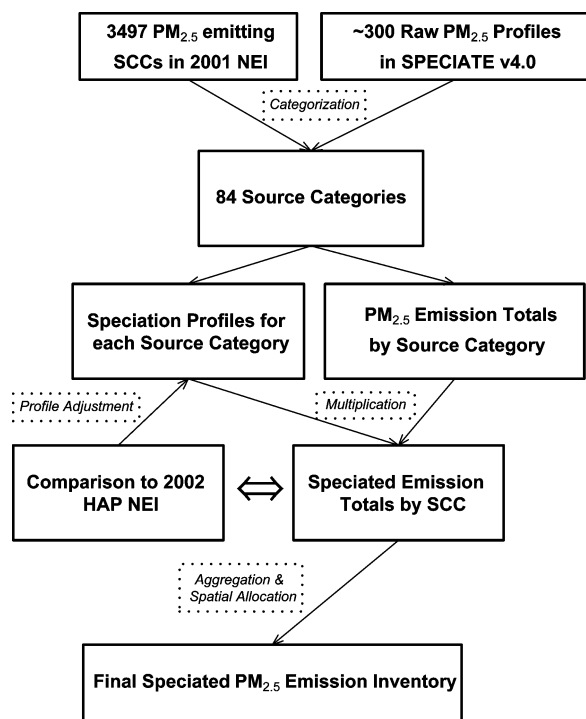 3497 PM2.5 emitting
SCCs in 2001 NEI
~300 Raw PM2.5 Profiles
in SPECIATE v4.0
Categorization
84 Source Categories
Speciation Profiles for
each Source Category
PM2.5 Emission Totals
by Source Category
Profile Adjustment
Multiplication
Comparison to 2002
HAP NEI
Speciated Emission
Totals by SCC
Aggregation &
Spatial Allocation
Final Speciated PM2.5 Emission Inventory